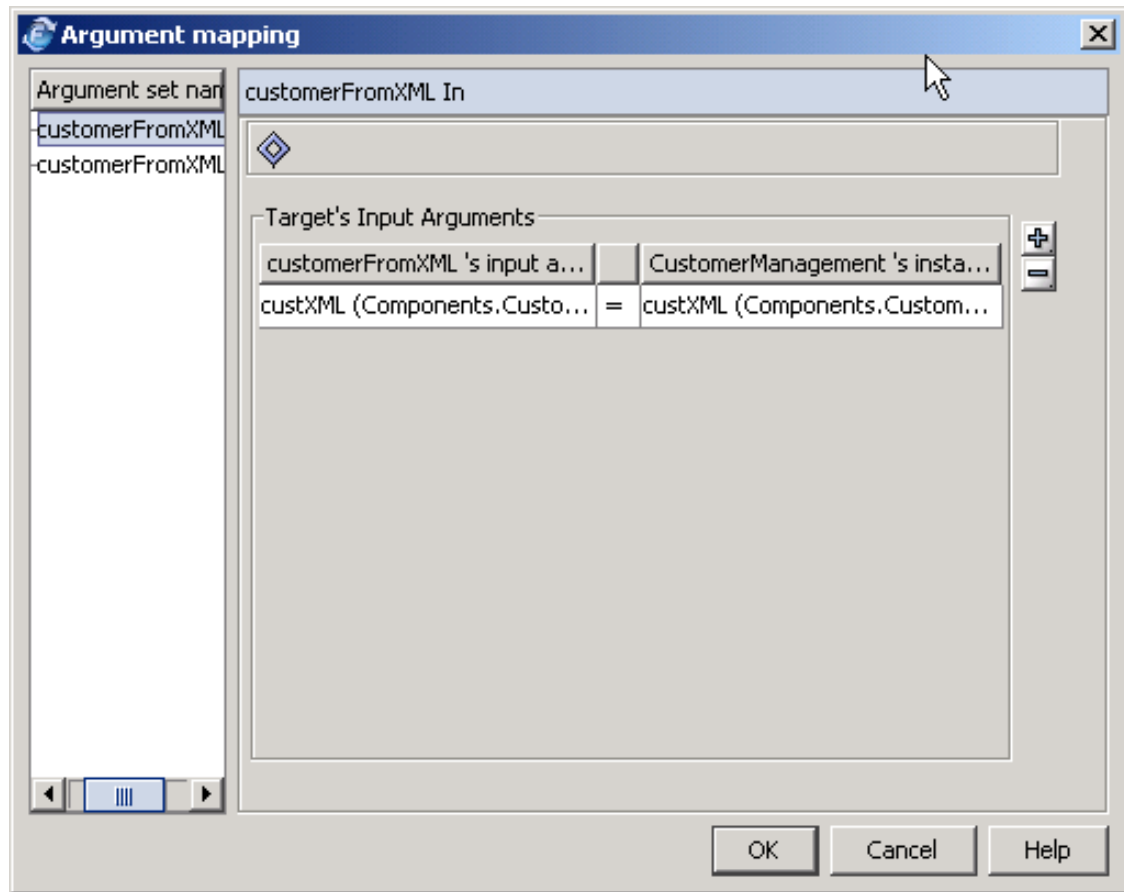 Argument mapping
Argument set nan
customerFromXML
customerFromXML
customerFromXML In
Target's Input Arguments
customerFromXML 's input a... CustomerManagement 's insta...
custXML (Components.Custo... = custXML (Components.Custom...
OK Cancel Help